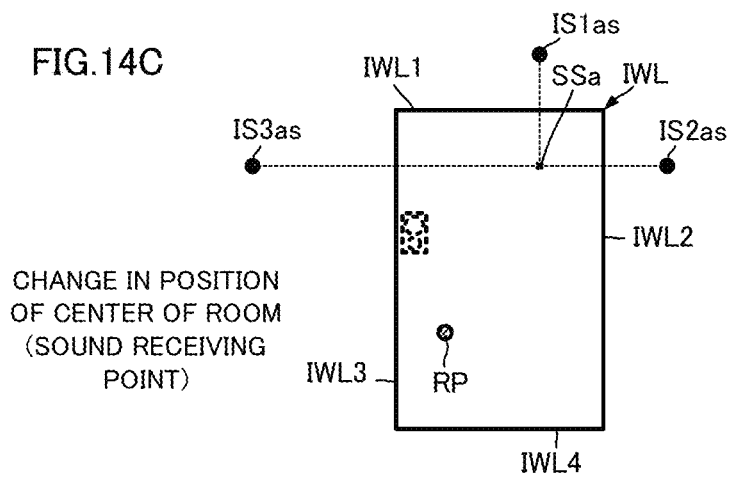 IS1as
FIG.14C
IWL1
SSa
IWL
IS3as
IS2as
IWL2
CHANGE IN POSITION
OF CENTER OF ROOM
(SOUND RECEIVING
POINT)
IWL3
RP
IWL4